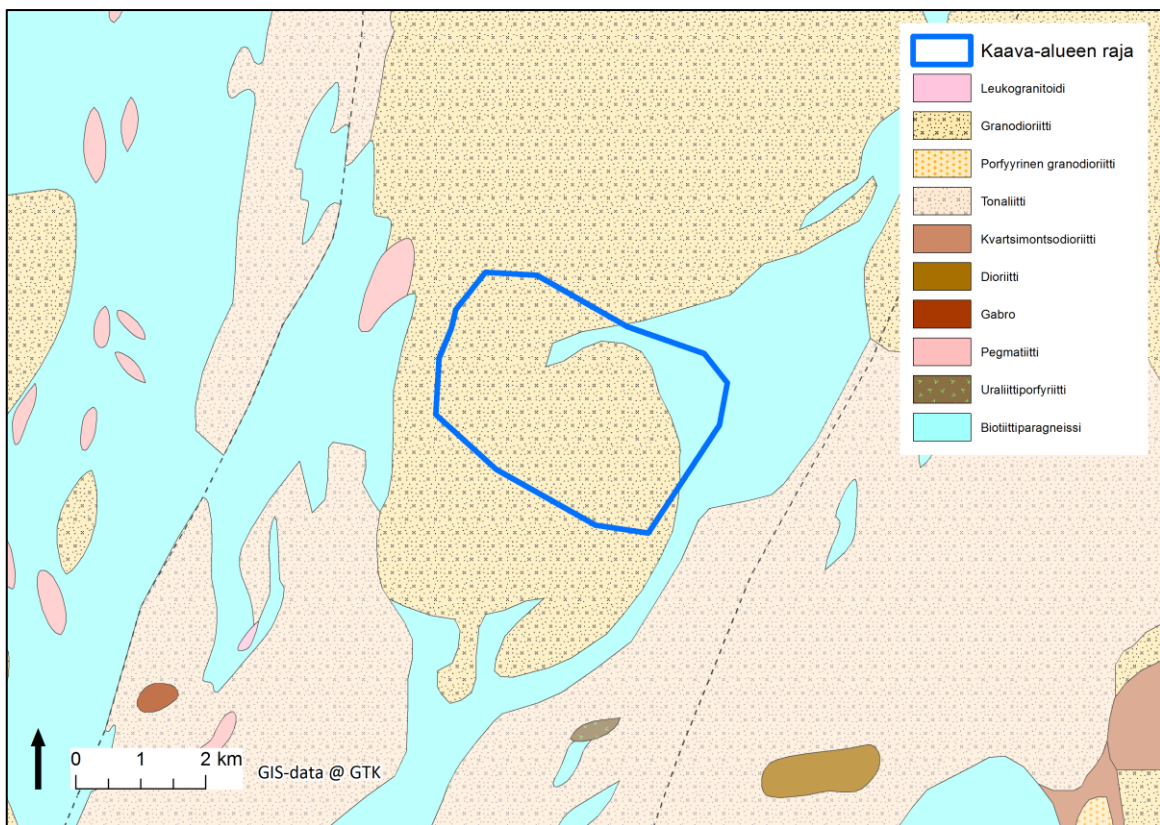 Kaava-alueen raja
Leukogranitoidi
Granodioriitti
Porfyyrinen granodioriitti
Tonaliitti
Kvartsimontsodioriitti
Dioriitti
Gabro
Pegmatiitti
Uraliittiporfyriitti
Biotiittiparagneissi
0 1 2 km
GIS-data @ GTK